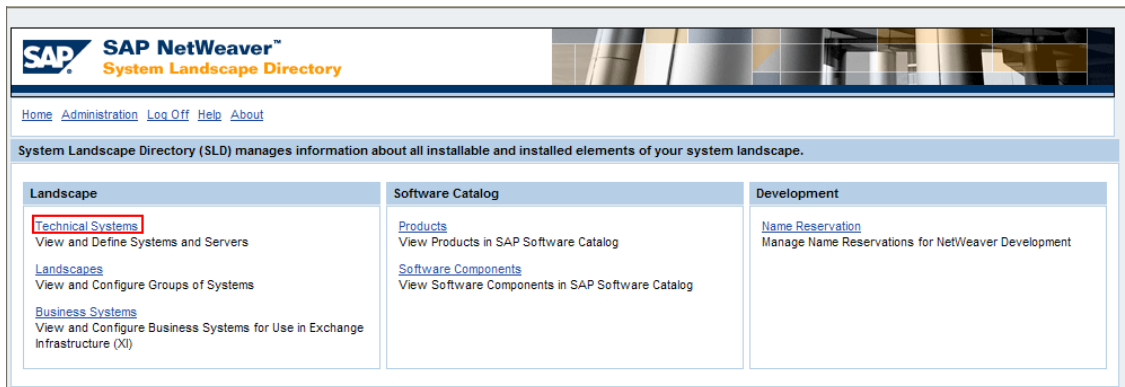 SAP
SAP NetWeaver™
System Landscape Directory
Home Administration Log Off Help About
System Landscape Directory (SLD) manages information about all installable and installed elements of your system landscape.
Landscape
Technical Systems
View and Define Systems and Servers
Landscapes
View and Configure Groups of Systems
Business Systems
View and Configure Business Systems for Use in Exchange
Infrastructure (XI)
Software Catalog
Products
View Products in SAP Software Catalog
Software Components
View Software Components in SAP Software Catalog
Development
Name Reservation
Manage Name Reservations for NetWeaver Development